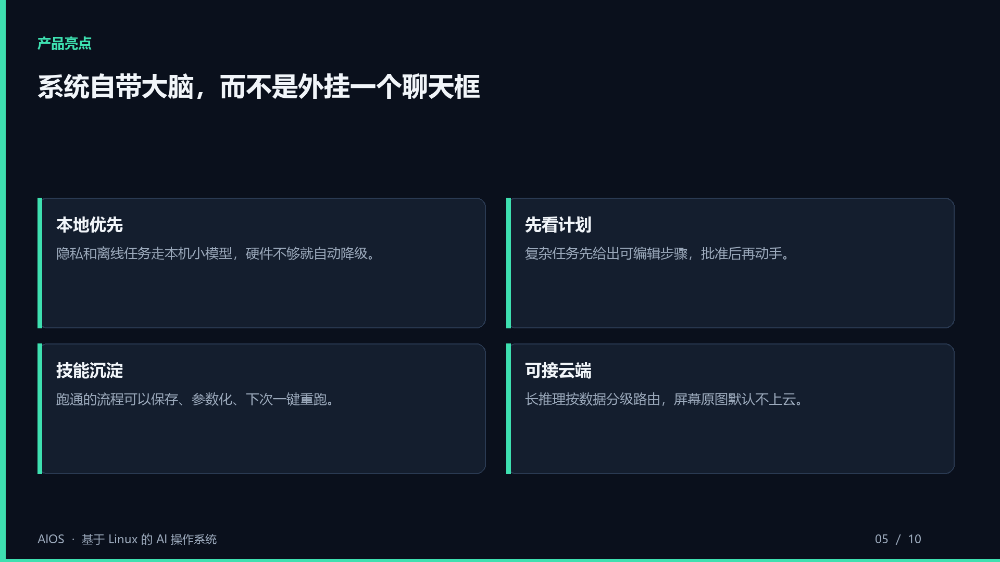 产品亮点
系统自带大脑，而不是外挂一个聊天框
本地优先
隐私和离线任务走本机小模型，硬件不够就自动降级。
先看计划
复杂任务先给出可编辑步骤，批准后再动手。
技能沉淀
跑通的流程可以保存、参数化、下次一键重跑。
可接云端
长推理按数据分级路由，屏幕原图默认不上云。
AIOS · 基于 Linux 的 AI 操作系统
05 / 10